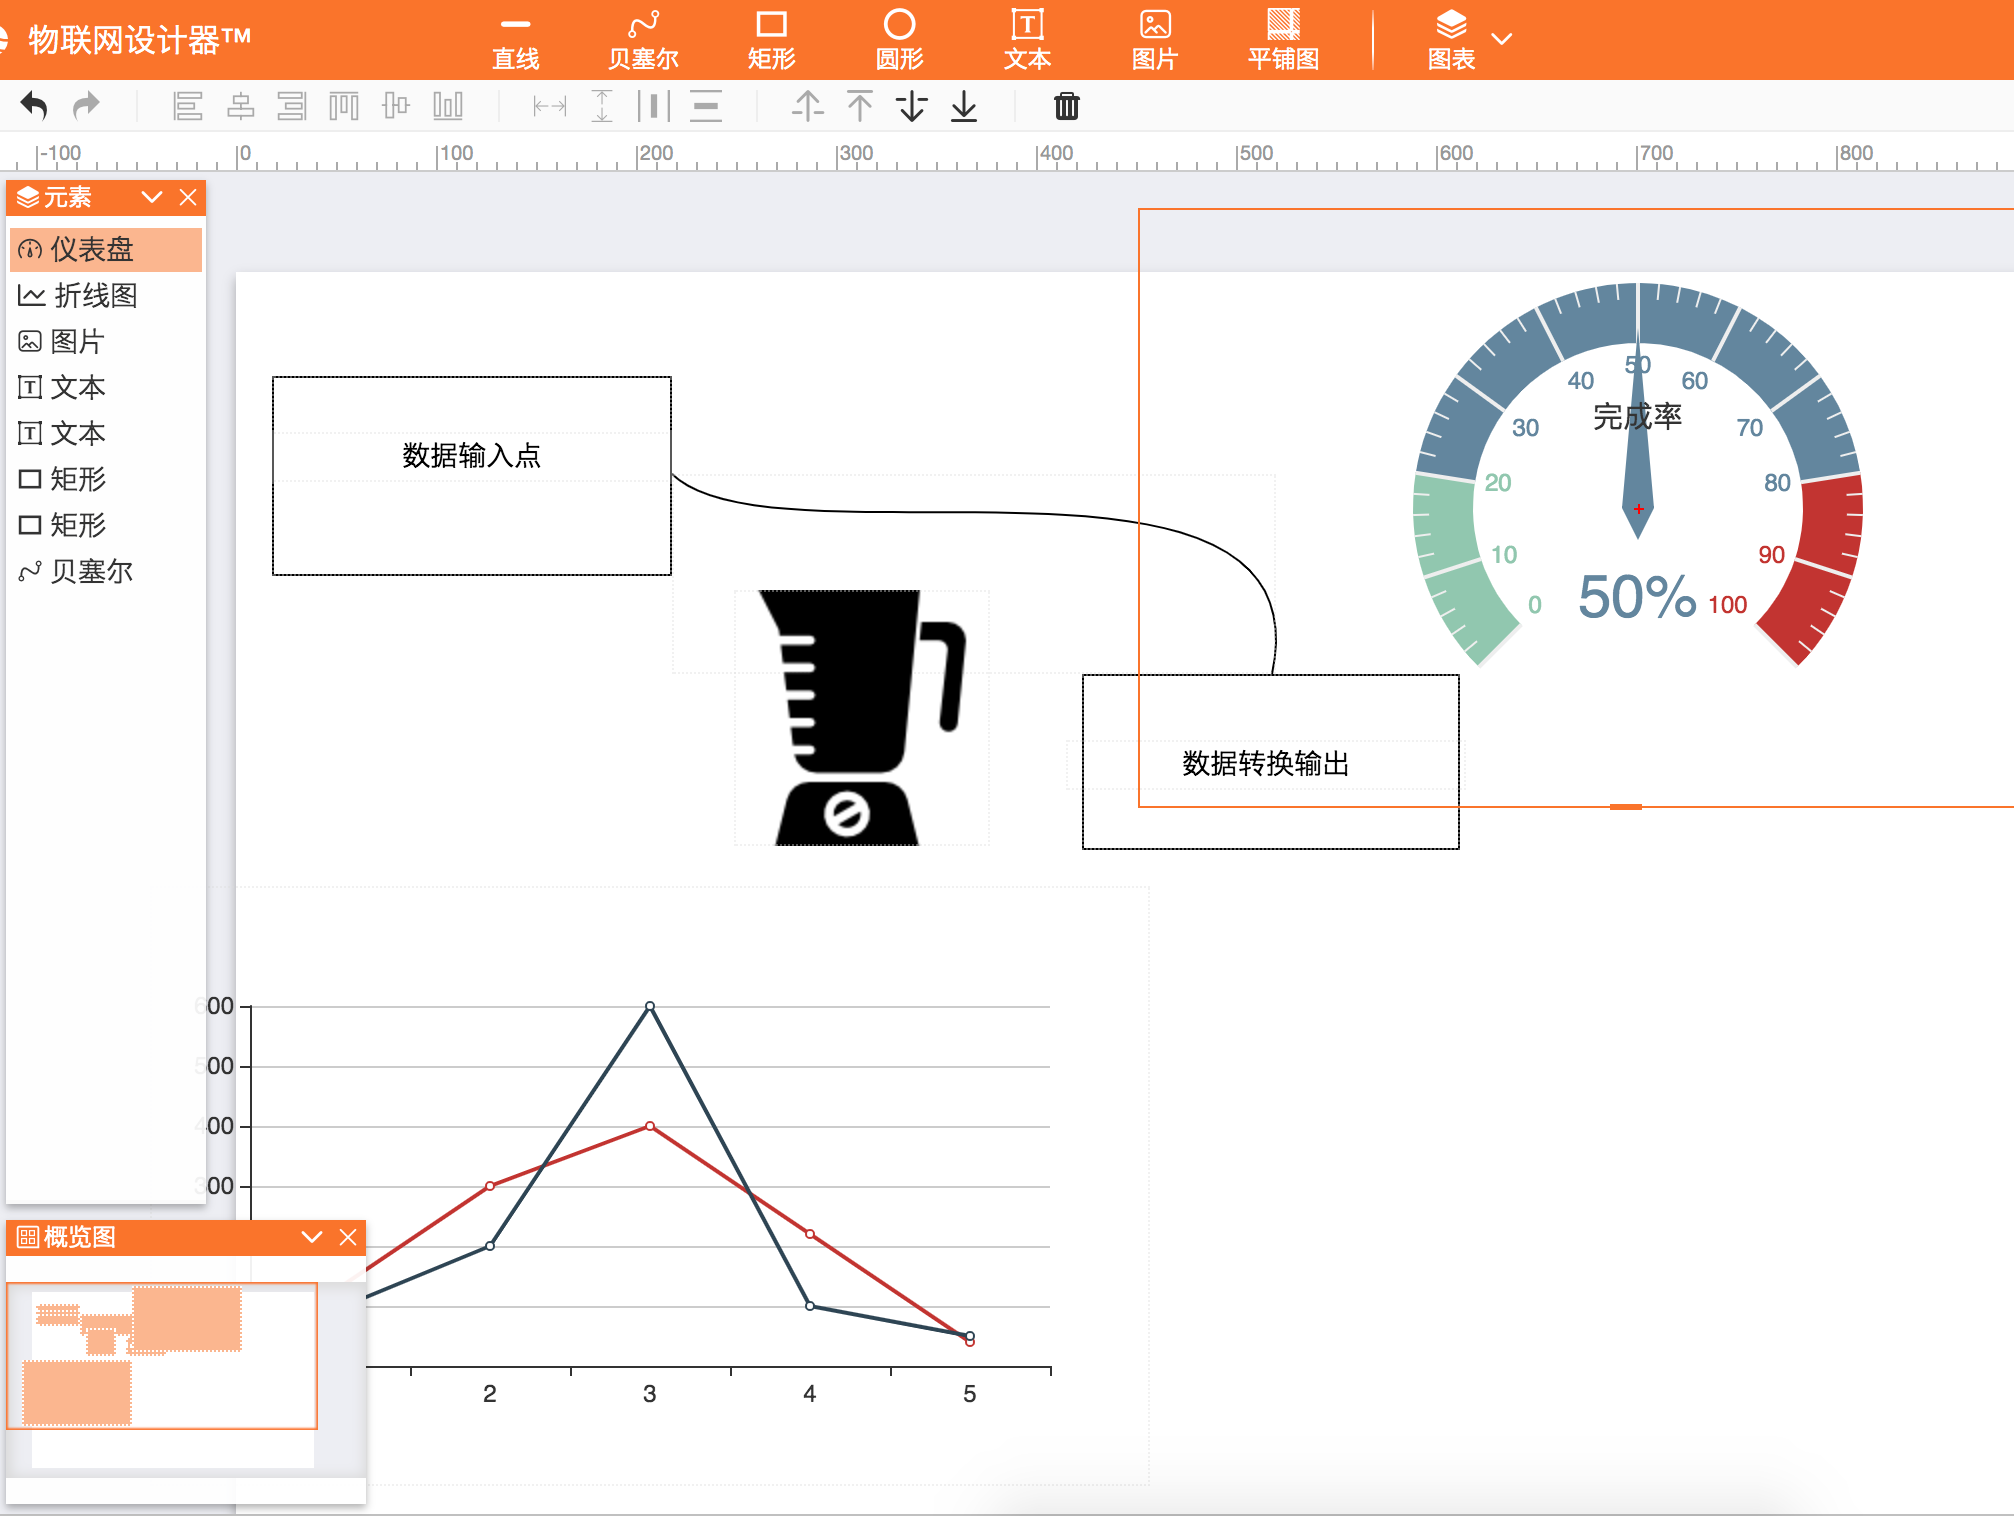 物联网设计器™
直线
贝塞尔
矩形
圆形
文本
图片
平铺图
图表
-100
0
100
200
300
400
500
600
700
800
元素
仪表盘
折线图
图片
文本
文本
矩形
矩形
贝塞尔
数据输入点
数据转换输出
0
10
20
30
40
50
60
70
80
90
100
完成率
50%
600
500
400
300
2
3
4
5
概览图